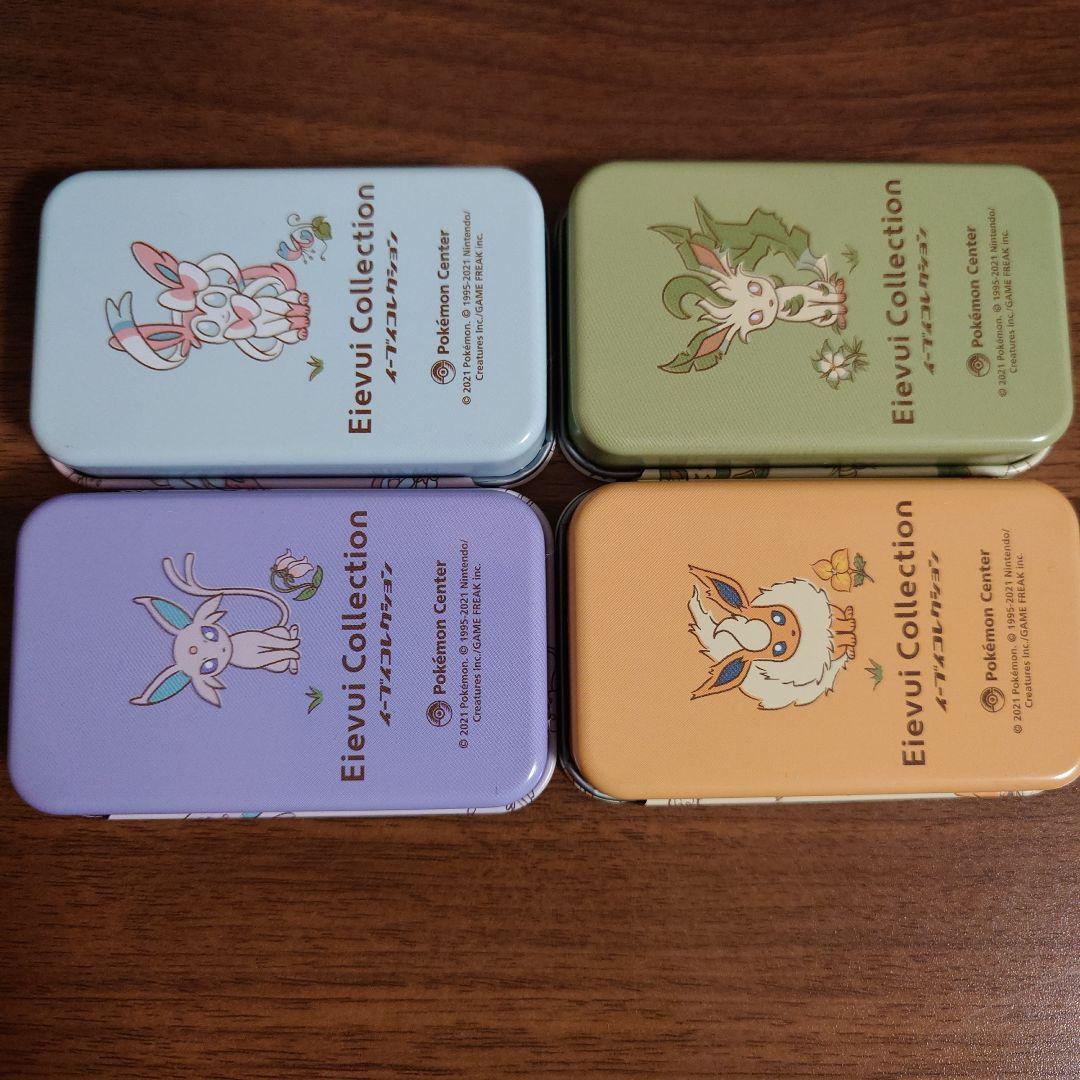 Eievui Collection
イーブイコレクション
Pokémon Center
© 2021 Pokémon. © 1995-2021 Nintendo/
Creatures Inc./GAME FREAK inc.
Eievui Collection
イーブイコレクション
Pokémon Center
© 2021 Pokémon. © 1995-2021 Nintendo/
Creatures Inc./GAME FREAK inc.
Eievui Collection
イーブイコレクション
Pokémon Center
© 2021 Pokémon. © 1995-2021 Nintendo/
Creatures Inc./GAME FREAK inc.
Eievui Collection
イーブイコレクション
Pokémon Center
© 2021 Pokémon. © 1995-2021 Nintendo/
Creatures Inc./GAME FREAK inc.